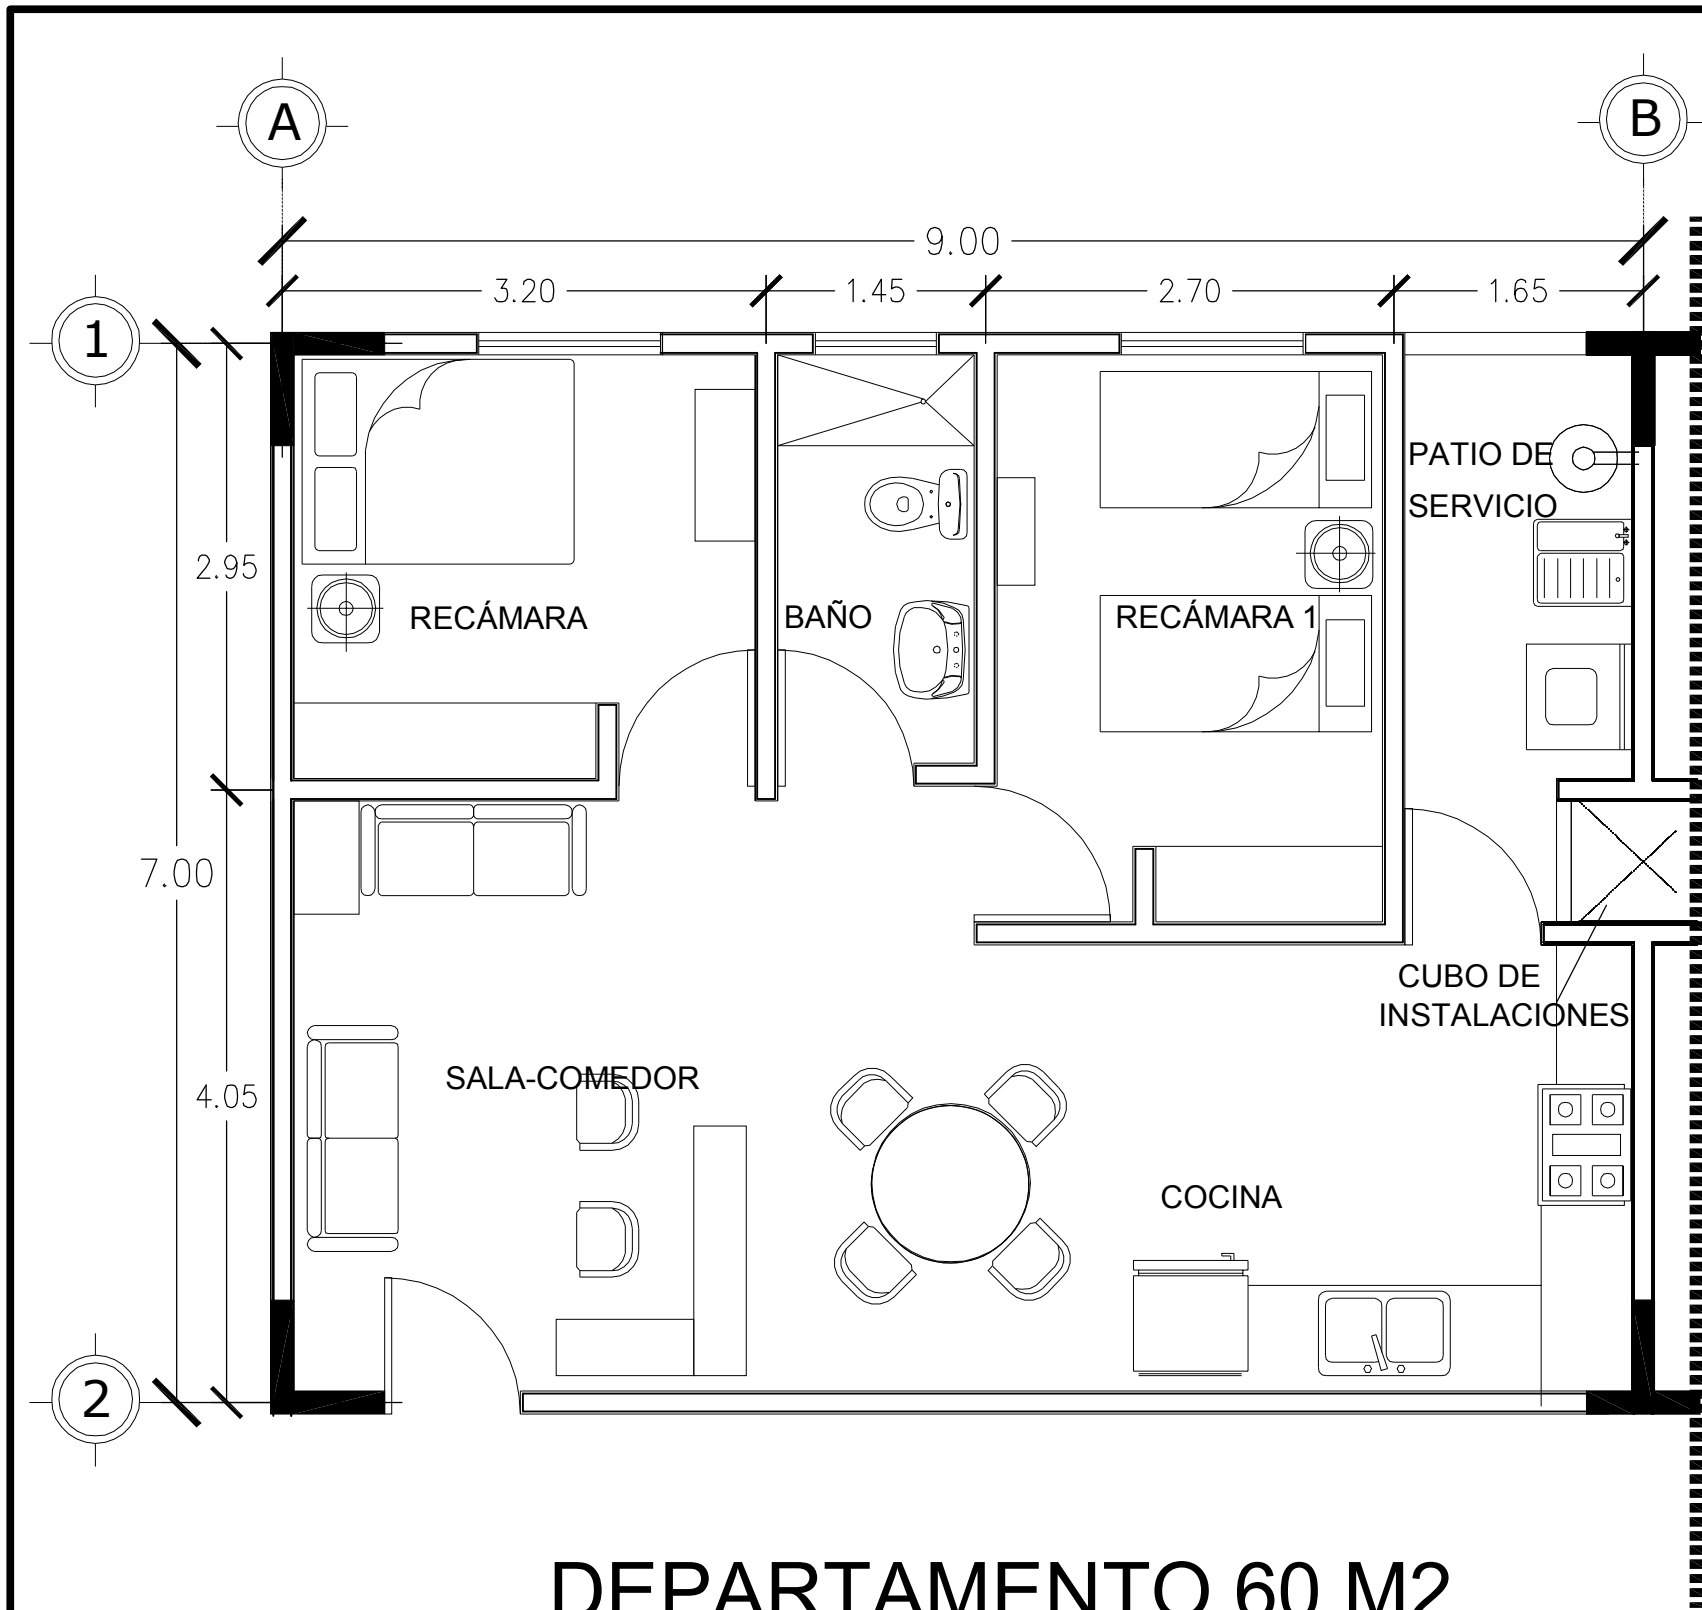 A
B
9.00
3.20
1.45
2.70
1.65
1
PATIO DE
SERVICIO
2.95
RECÁMARA
BAÑO
RECÁMARA 1
7.00
CUBO DE
INSTALACIONES
4.05
SALA-COMEDOR
COCINA
2
DEPARTAMENTO 60 M2